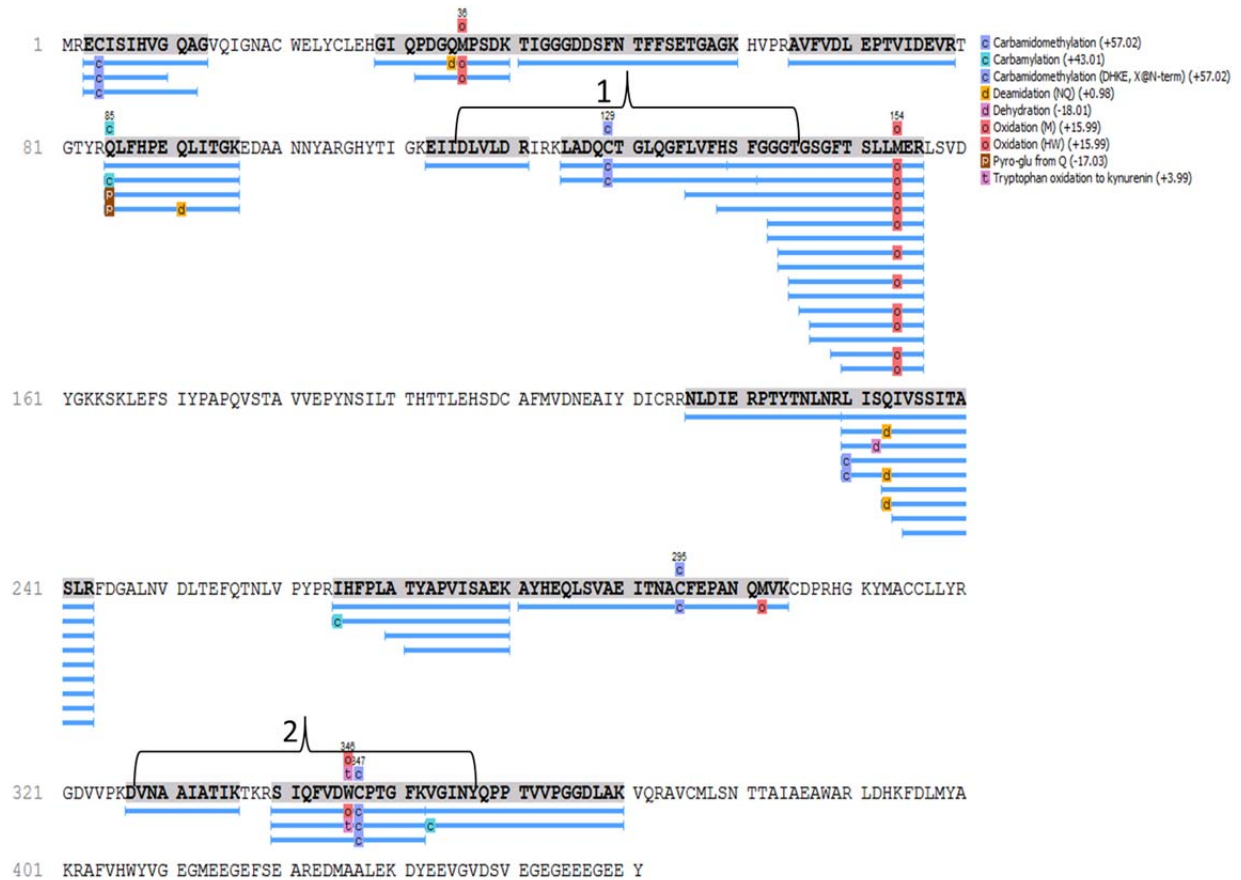 36
o
1 MRECISIHVG QAGVQIGNAC WELYCLEHGI QPDGQMPSDK TIGGGDDSFN TFFSETGAGK HVPRAVFVDL EPTVIDEVRT
c d o
c o
c
1
85 129 154
c c o
81 GTYRQLFHPE QLITGKEDAA NNYARGHYTI GKEIIDLVLD RIRKLADQCT GLQGFLVFHS FGGGTGSGFT SLLMERLSVD
c o
c c o
P o
P d o
o
o
o
o
o
o
o
161 YGKKSKLEFS IYPAPQVSTA VVEPYNSILT THTTLEHSDC AFMVDNEAIY DICRRNLDIE RPTYTNLNRL ISQIVSSITA
d
d
c
c d
d
295
c
241 SLRFDGALNV DLTEFQTNLV PYPRIHFPLA TYAPVISAEK AYHEQLSVAE ITNACFEPAN QMVKCDPRHG KYMACCLLYR
c o
c
2
346
o
t c 347
321 GDVVPKDVNA AIATIKTKRS IQFVDWCPTG FKVGINYQPP TVVPGGDLAK VQRAVCMLSN TTAIAEAWAR LDHKFDLMYA
o c
t c c
c
401 KRAFVHWYVG EGMEEGEFSE AREDMAALEK DYEEVGVDSV EGEGEEEGEE Y
c Carbamidomethylation (+57.02)
c Carbamylation (+43.01)
c Carbamidomethylation (DHKE, X@N-term) (+57.02)
d Deamidation (NQ) (+0.98)
d Dehydration (-18.01)
o Oxidation (M) (+15.99)
o Oxidation (HW) (+15.99)
P Pyro-glu from Q (-17.03)
t Tryptophan oxidation to kynurenin (+3.99)